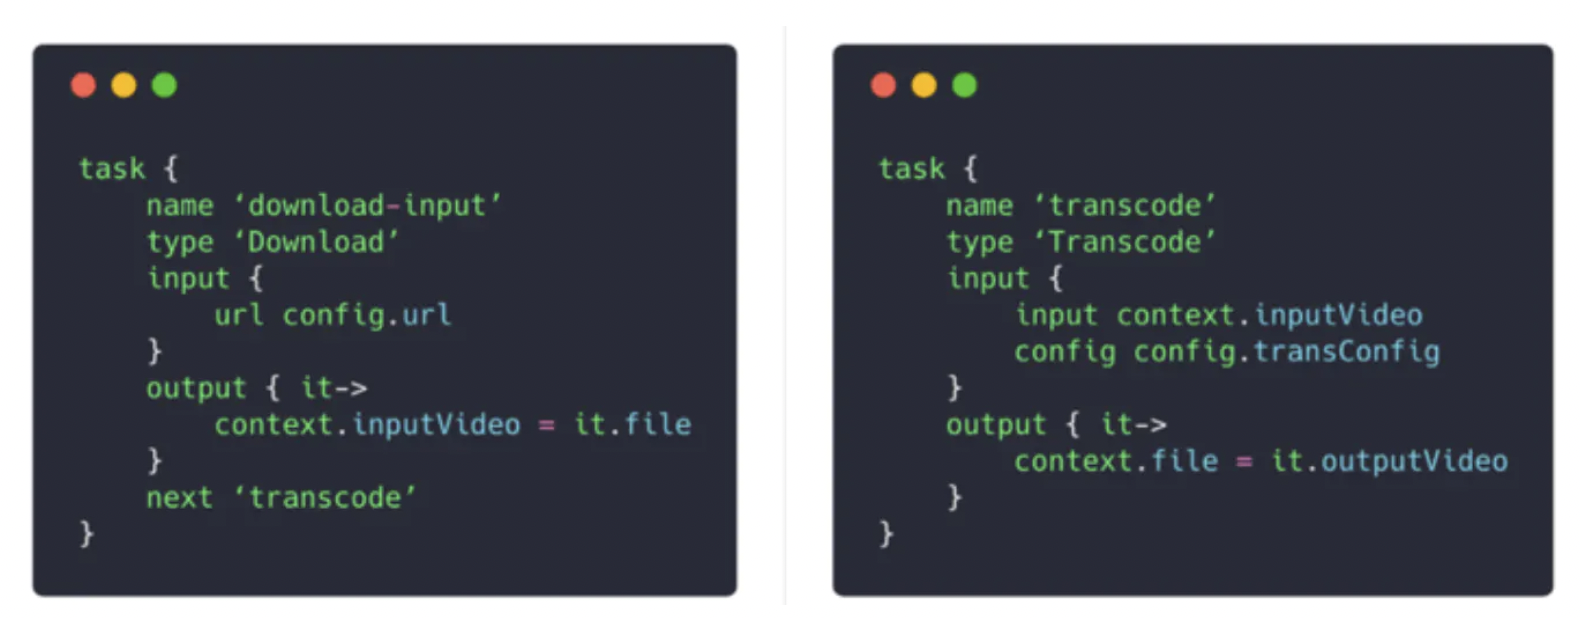 task {
name ‘download-input’
type ‘Download’
input {
url config.url
}
output { it->
context.inputVideo = it.file
}
next ‘transcode’
}
task {
name ‘transcode’
type ‘Transcode’
input {
input context.inputVideo
config config.transConfig
}
output { it->
context.file = it.outputVideo
}
}